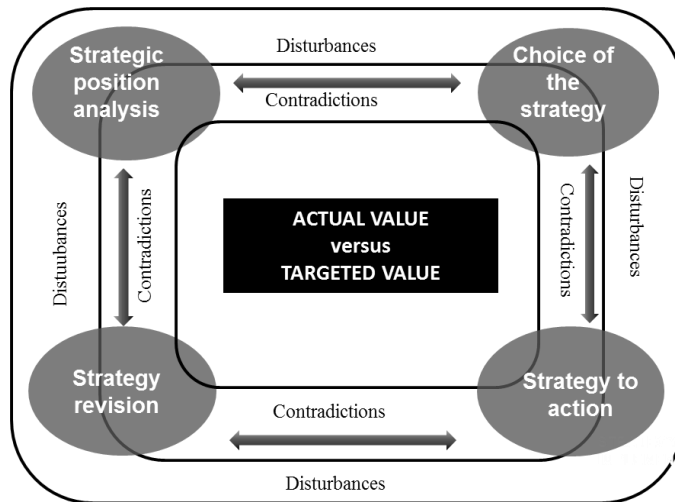 Strategic
position
analysis
Disturbances
Contradictions
Choice of
the
strategy
Distuubances
Contradictions
ACTUAL VALUE
versus
TARGETED VALUE
Contradictions
Disturbances
Strategy
revision
Contradictions
Strategy to
action
Disturbances